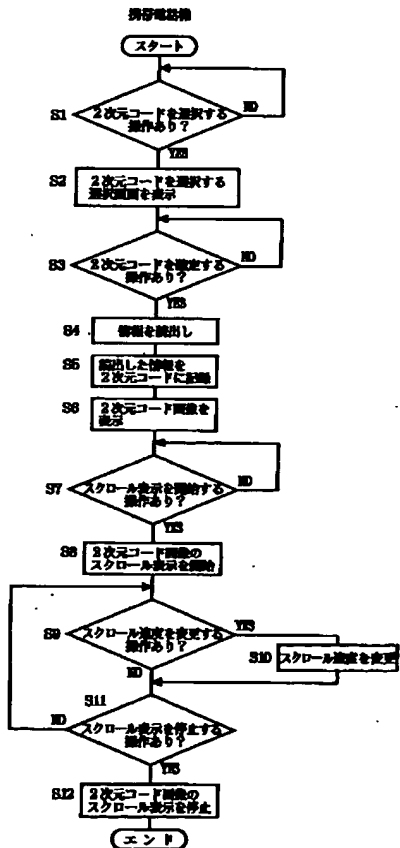 携帯電話機
スタート
S1
2次元コードを選択する
操作あり?
NO
YES
S2
2次元コードを選択する
選択画面を表示
S3
2次元コードを確定する
操作あり?
NO
YES
S4
情報を読出し
S5
読出した情報を
2次元コードに記録
S6
2次元コード画像を
表示
S7
スクロール表示を開始する
操作あり?
NO
YES
S8
2次元コード画像の
スクロール表示を開始
S9
スクロール速度を変更する
操作あり?
YES
S10
スクロール速度を変更
NO
S11
スクロール表示を停止する
操作あり?
NO
YES
S12
2次元コード画像の
スクロール表示を停止
エンド